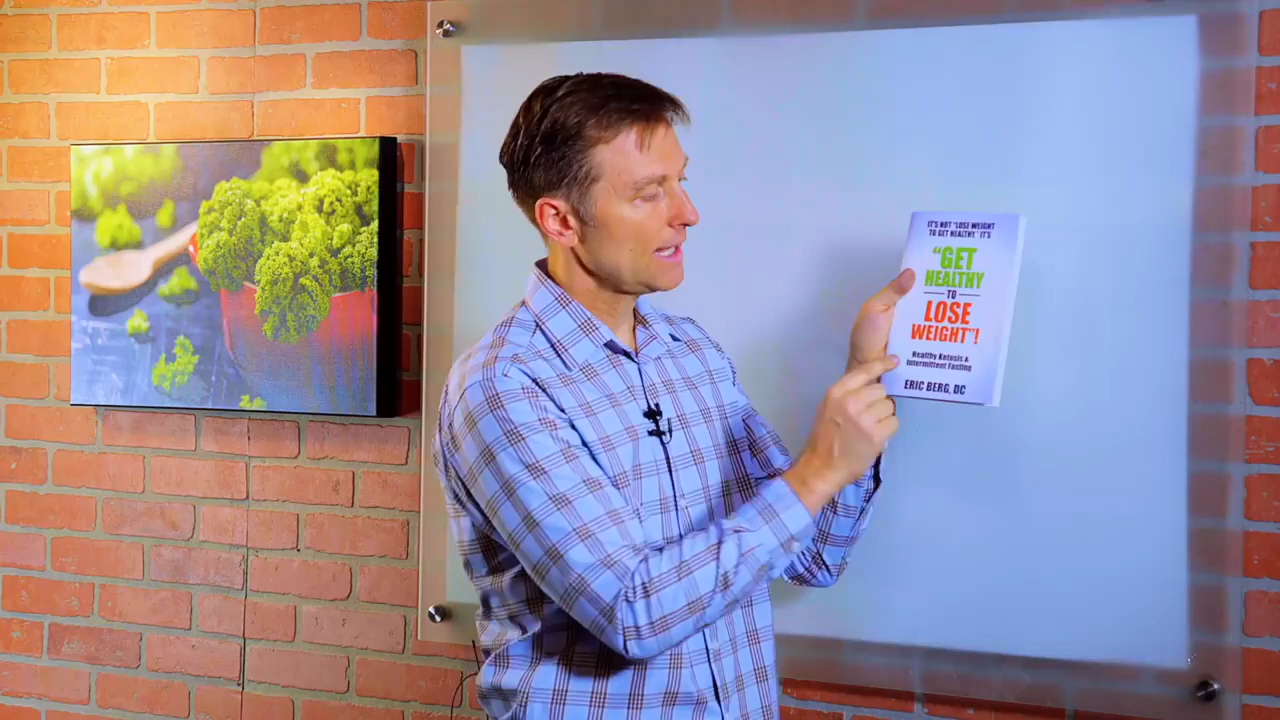 IT'S NOT "LOSE WEIGHT
TO GET HEALTHY," IT'S
"GET
HEALTHY
TO
LOSE
WEIGHT"!
Healthy Ketosis &
Intermittent Fasting
ERIC BERG, DC